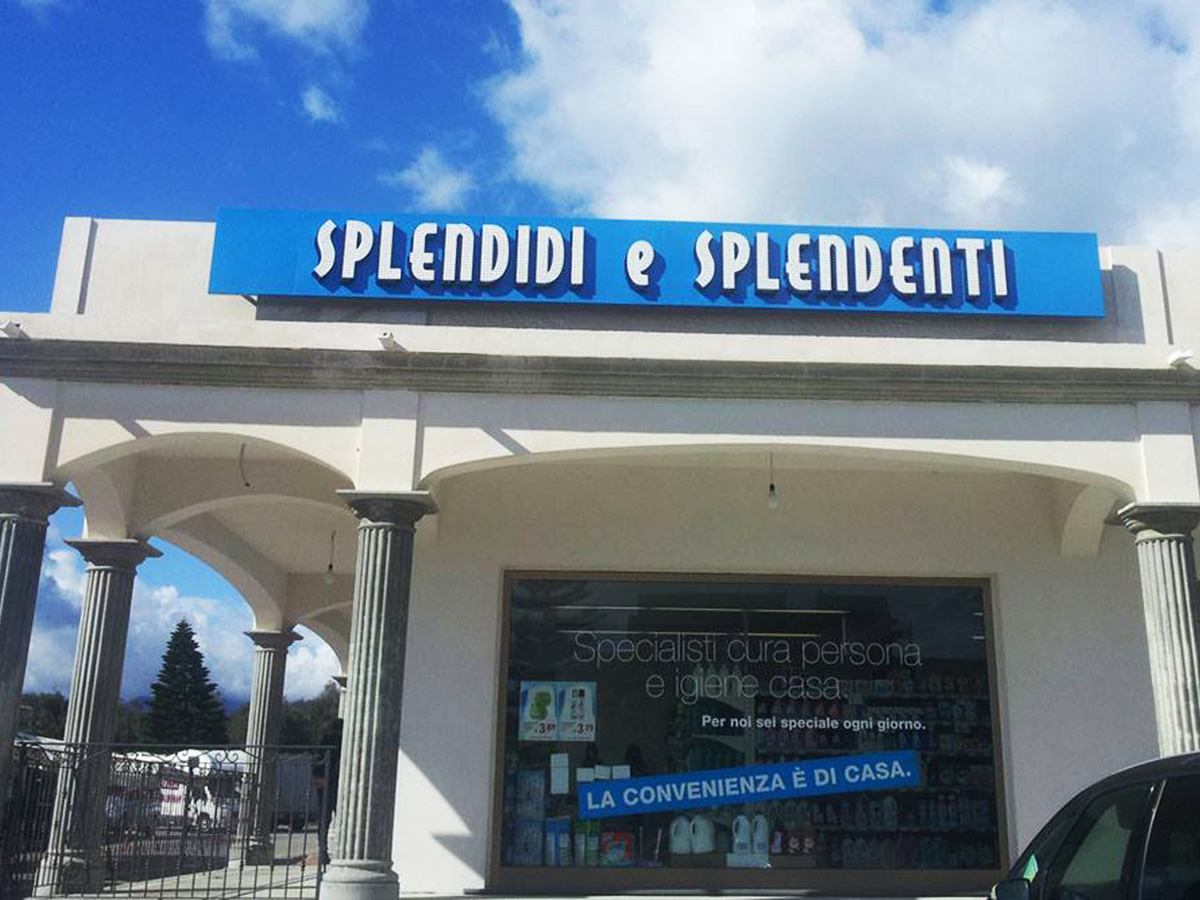 SPLENDIDI e SPLENDENTI
Specialisti cura persona
e igiene casa.
Per noi sei speciale ogni giorno.
LA CONVENIENZA È DI CASA.